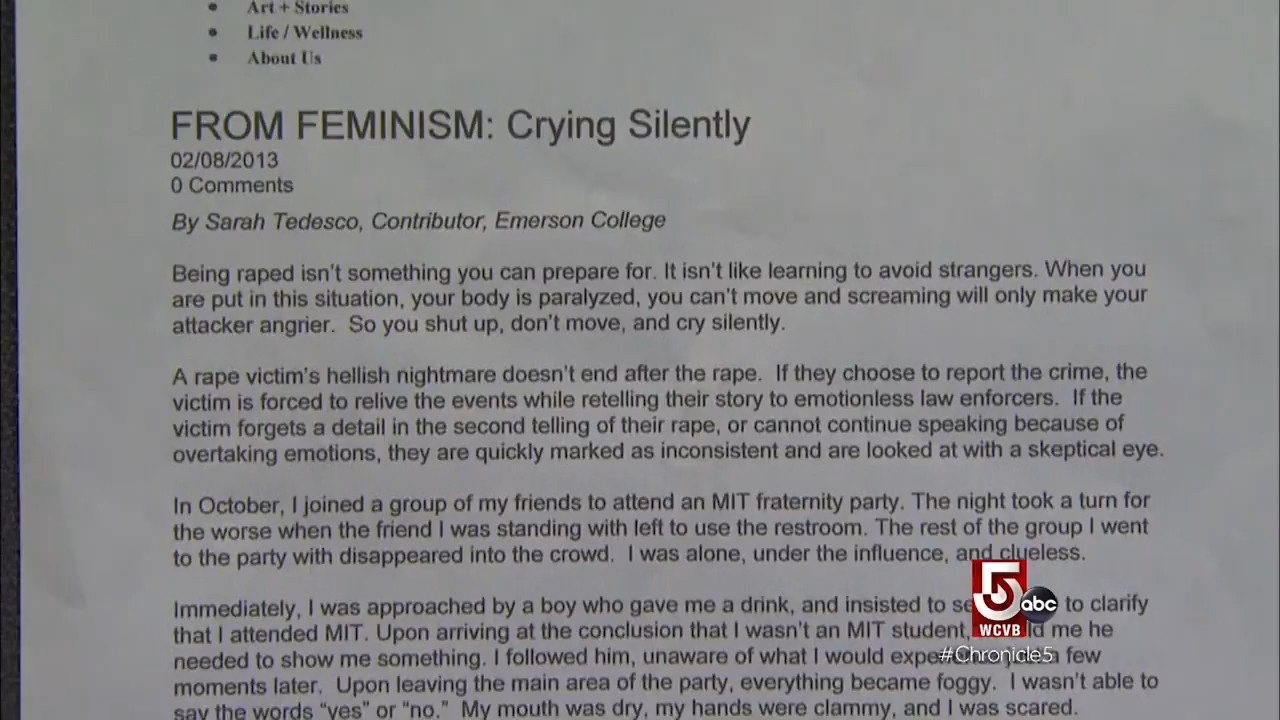 Art + Stories
Life / Wellness
About Us
FROM FEMINISM: Crying Silently
02/08/2013
0 Comments
By Sarah Tedesco, Contributor, Emerson College
Being raped isn't something you can prepare for. It isn't like learning to avoid strangers. When you
are put in this situation, your body is paralyzed, you can't move and screaming will only make your
attacker angrier. So you shut up, don't move, and cry silently.
A rape victim's hellish nightmare doesn't end after the rape. If they choose to report the crime, the
victim is forced to relive the events while retelling their story to emotionless law enforcers. If the
victim forgets a detail in the second telling of their rape, or cannot continue speaking because of
overtaking emotions, they are quickly marked as inconsistent and are looked at with a skeptical eye.
In October, I joined a group of my friends to attend an MIT fraternity party. The night took a turn for
the worse when the friend I was standing with left to use the restroom. The rest of the group I went
to the party with disappeared into the crowd. I was alone, under the influence, and clueless.
Immediately, I was approached by a boy who gave me a drink, and insisted to to clarify
that I attended MIT. Upon arriving at the conclusion that I wasn't an MIT student, me he
needed to show me something. I followed him, unaware of what I would a few
moments later. Upon leaving the main area of the party, everything became foggy. I wasn't able to
say the words "yes" or "no." My mouth was dry, my hands were clammy, and I was scared.
5 abc
WCVB
#Chronicle5